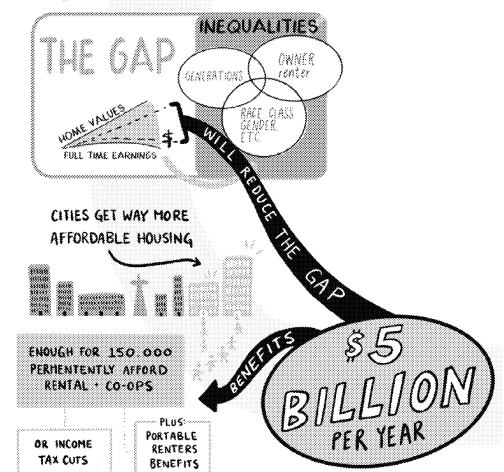 THE GAP
INEQUALITIES
GENERATIONS
OWNER
renter
RACE CLASS
GENDER
ETC.
HOME VALUES
$
FULL TIME EARNINGS
WILL REDUCE THE GAP
CITIES GET WAY MORE
AFFORDABLE HOUSING
$5
BILLION
PER YEAR
BENEFITS
ENOUGH FOR 150.000
PERMENTENTLY AFFORD
RENTAL + CO-OPS
OR INCOME
TAX CUTS
PLUS:
PORTABLE
RENTERS
BENEFITS